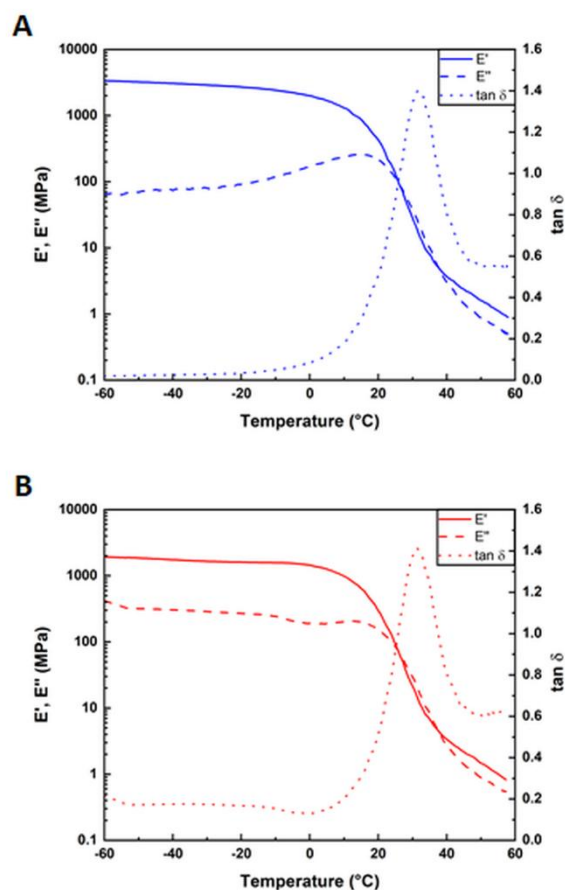 A
10000
1000
100
10
1
0.1
E', E" (MPa)
1.6
1.4
1.2
1.0
0.8
0.6
0.4
0.2
0.0
tan δ
E'
E"
tan δ
-60 -40 -20 0 20 40 60
Temperature (°C)
B
10000
1000
100
10
1
0.1
E', E" (MPa)
1.6
1.4
1.2
1.0
0.8
0.6
0.4
0.2
0.0
tan δ
E'
E"
tan δ
-60 -40 -20 0 20 40 60
Temperature (°C)